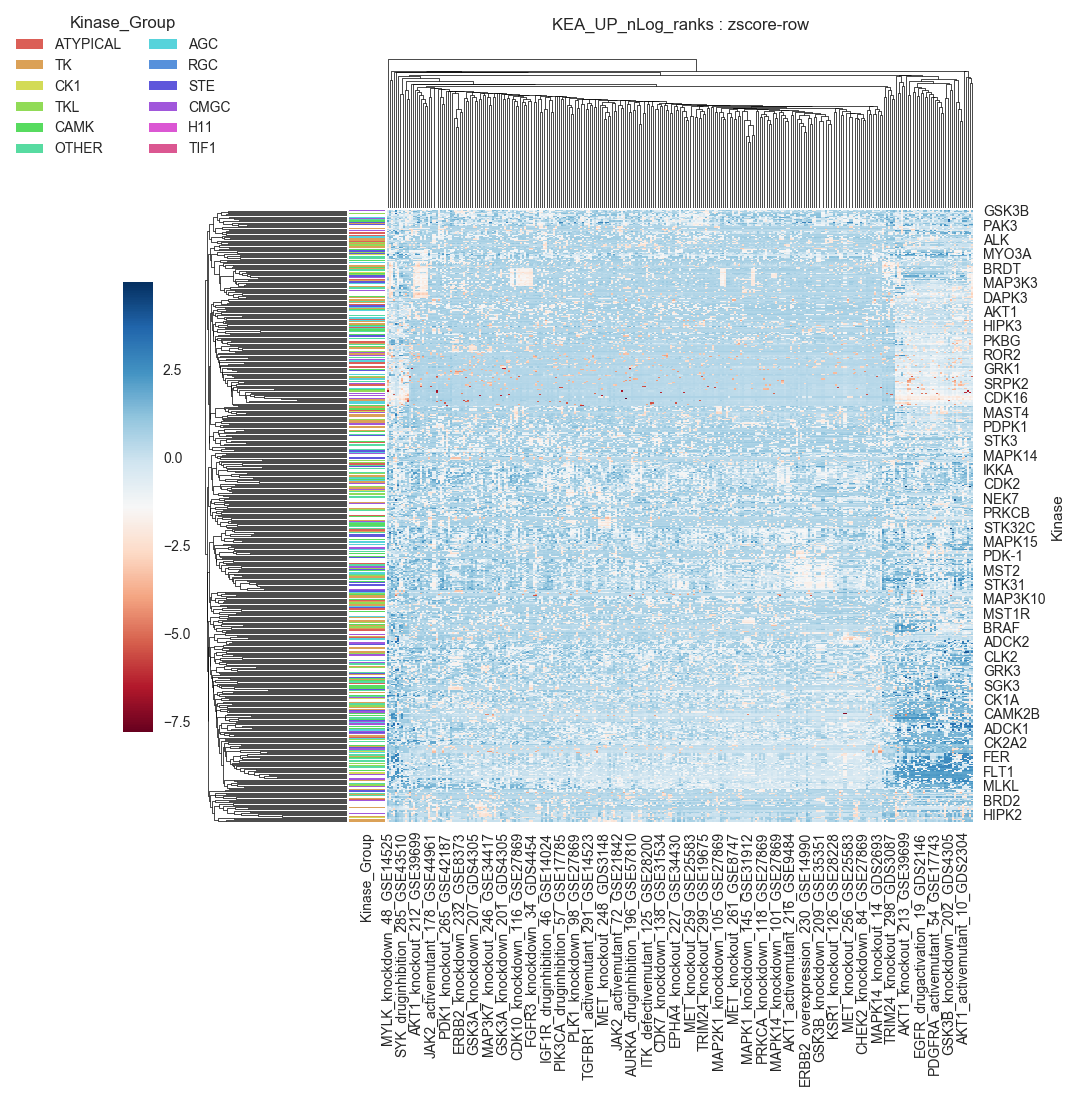 Kinase_Group
KEA_UP_nLog_ranks : zscore-row
ATYPICAL
TK
CK1
TKL
CAMK
OTHER
AGC
RGC
STE
CMGC
H11
TIF1
2.5
0.0
−2.5
−5.0
−7.5
GSK3B
PAK3
ALK
MYO3A
BRDT
MAP3K3
DAPK3
AKT1
HIPK3
PKBG
ROR2
GRK1
SRPK2
CDK16
MAST4
PDPK1
STK3
MAPK14
IKKA
CDK2
NEK7
PRKCB
STK32C
MAPK15
PDK-1
MST2
STK31
MAP3K10
MST1R
BRAF
ADCK2
CLK2
GRK3
SGK3
CK1A
CAMK2B
ADCK1
CK2A2
FER
FLT1
MLKL
BRD2
HIPK2
Kinase
Kinase_Group
MYLK_knockdown_48_GSE14525
SYK_druginhibition_285_GSE43510
AKT1_knockout_212_GSE39699
JAK2_activemutant_178_GSE44961
PDK1_knockout_265_GSE42187
ERBB2_knockdown_232_GSE8373
GSK3A_knockdown_207_GDS4305
MAP3K7_knockout_246_GSE34417
GSK3A_knockdown_201_GDS4305
CDK10_knockdown_116_GSE27869
FGFR3_knockdown_34_GDS4454
IGF1R_druginhibition_46_GSE14024
PIK3CA_druginhibition_57_GSE17785
PLK1_knockdown_98_GSE27869
TGFBR1_activemutant_291_GSE14523
MET_knockout_248_GDS3148
JAK2_activemutant_72_GSE21842
AURKA_druginhibition_196_GSE57810
ITK_defectivemutant_125_GSE28200
CDK7_knockdown_138_GSE31534
EPHA4_knockout_227_GSE34430
MET_knockout_259_GSE25583
TRIM24_knockout_299_GSE19675
MAP2K1_knockdown_105_GSE27869
MET_knockout_261_GSE8747
MAPK1_knockdown_145_GSE31912
PRKCA_knockdown_118_GSE27869
MAPK14_knockdown_101_GSE27869
AKT1_activemutant_216_GSE9484
ERBB2_overexpression_230_GSE14990
GSK3B_knockdown_209_GSE35351
KSR1_knockout_126_GSE28228
MET_knockout_256_GSE25583
CHEK2_knockdown_84_GSE27869
MAPK14_knockout_14_GDS2693
TRIM24_knockout_298_GDS3087
AKT1_knockout_213_GSE39699
EGFR_drugactivation_19_GDS2146
PDGFRA_activemutant_54_GSE17743
GSK3B_knockdown_202_GDS4305
AKT1_activemutant_10_GDS2304